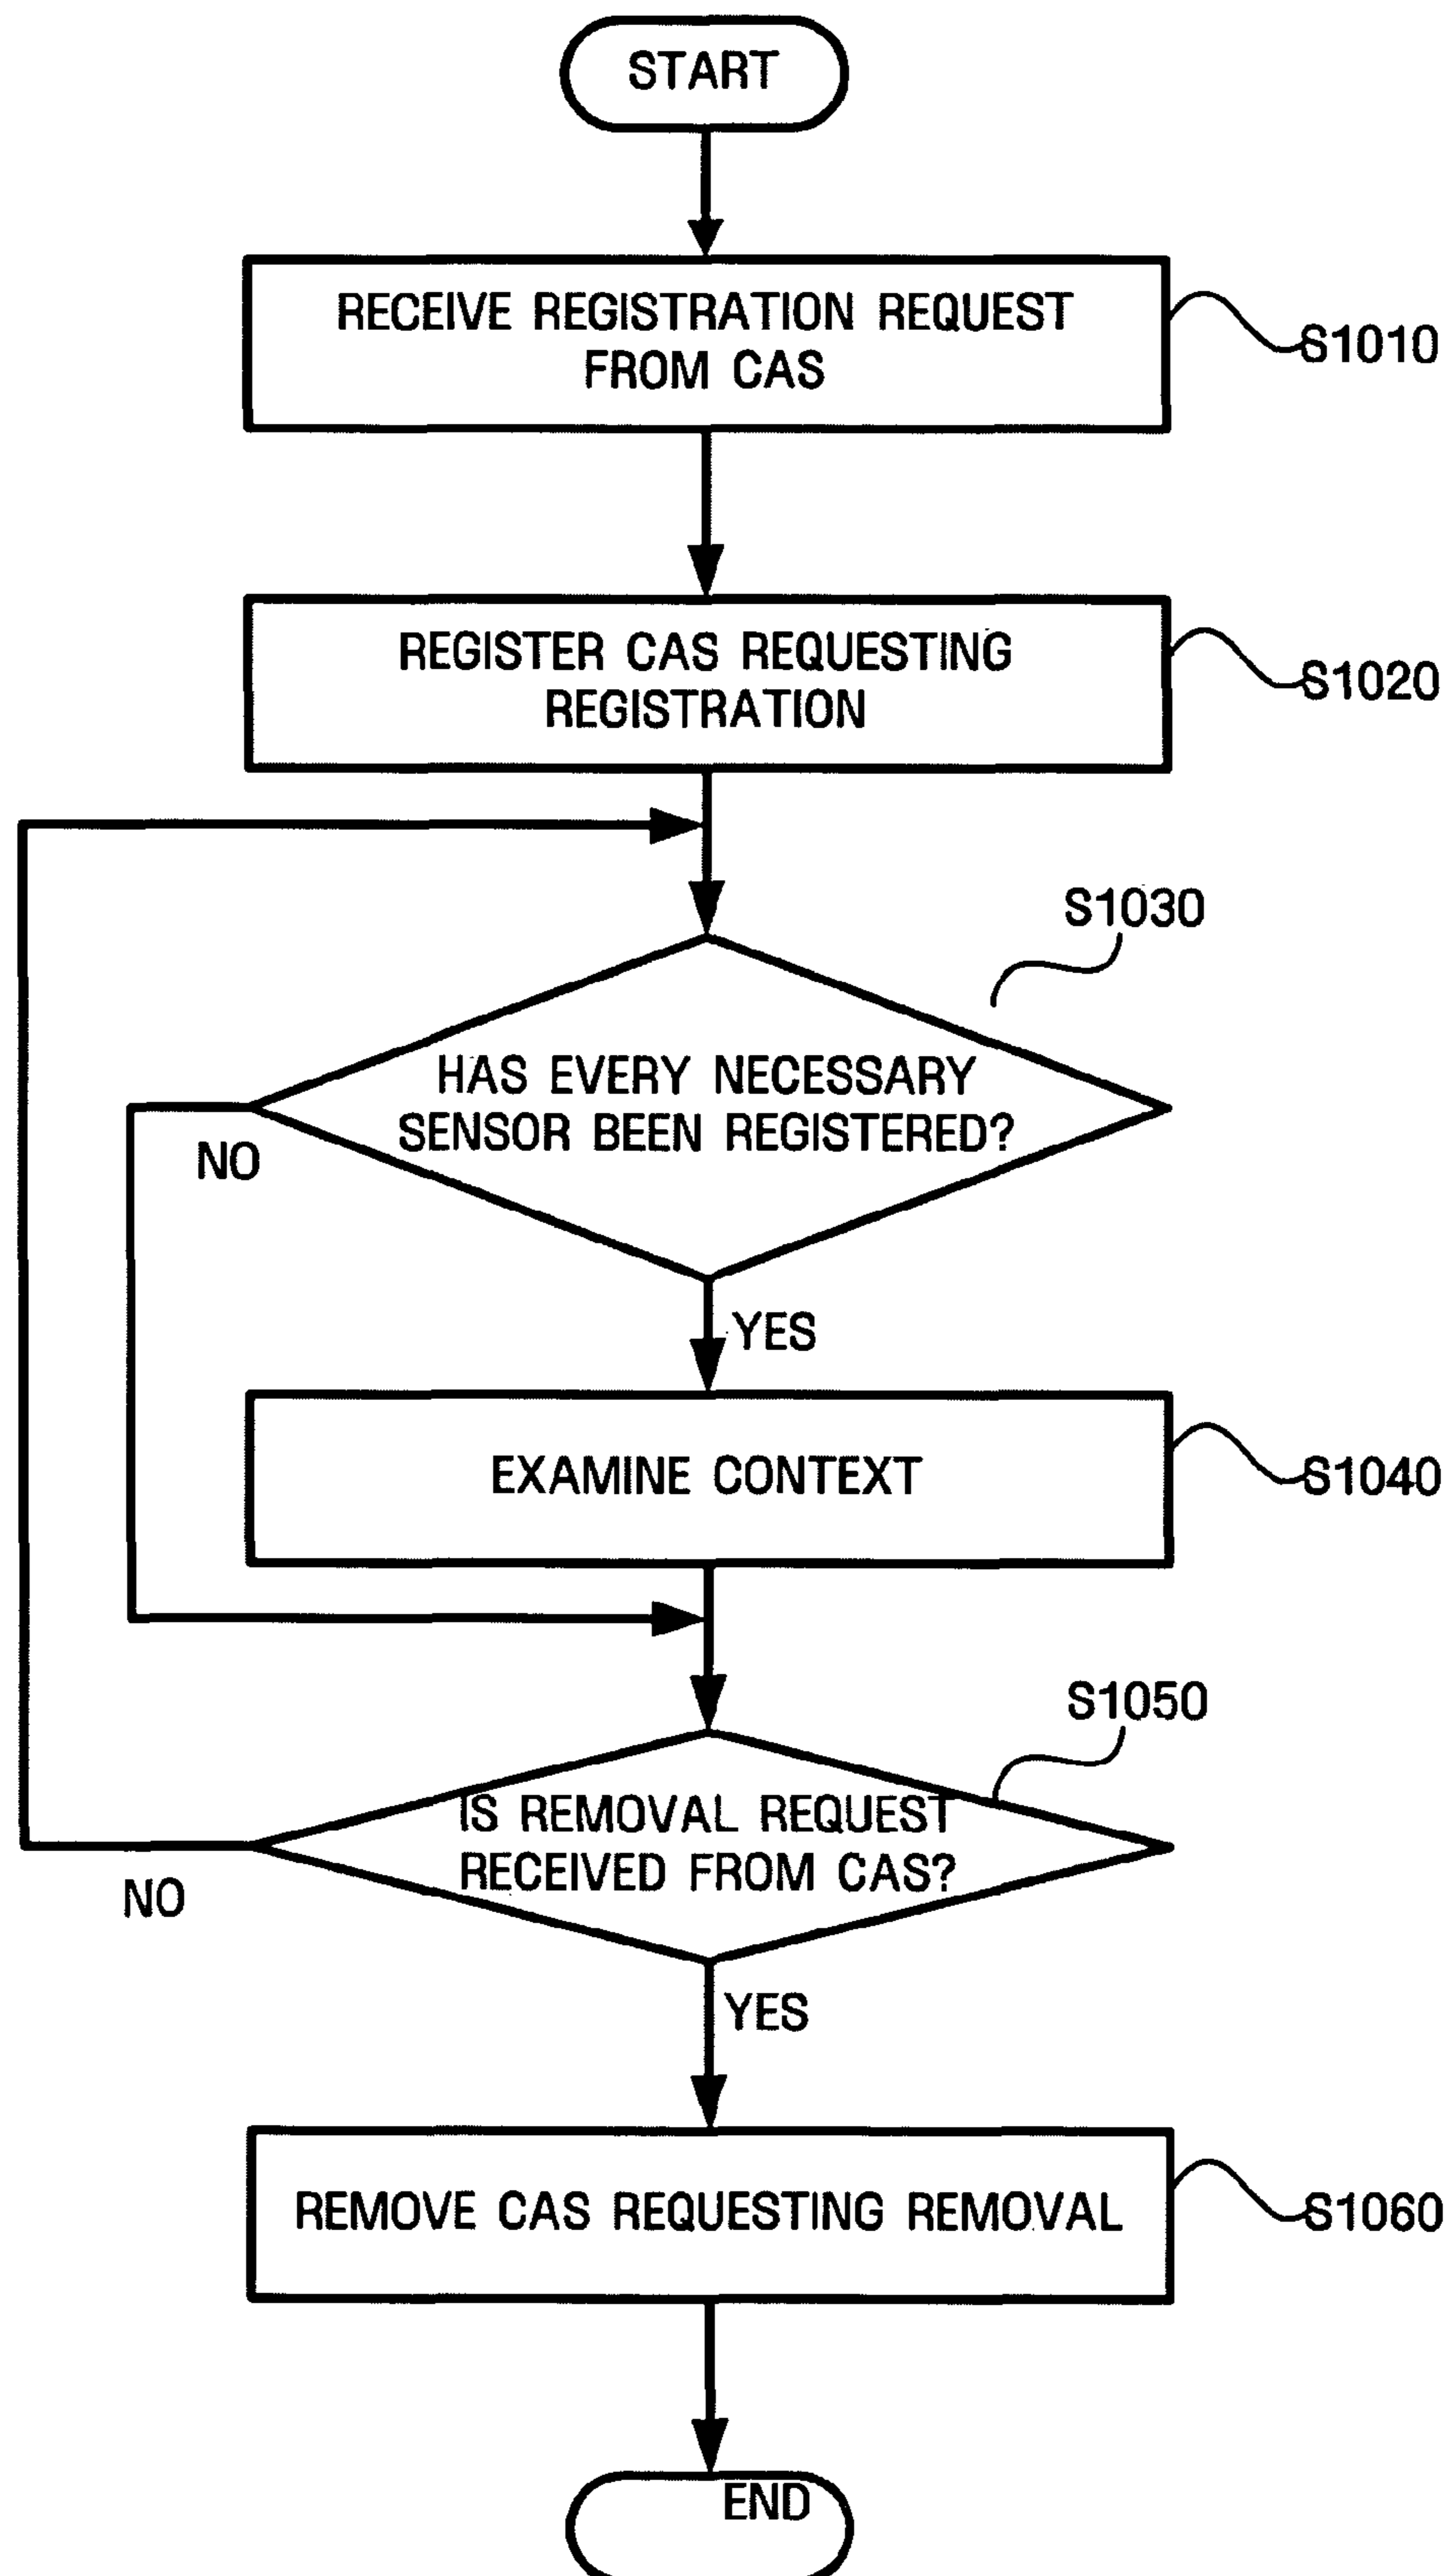 START
RECEIVE REGISTRATION REQUEST
FROM CAS
S1010
REGISTER CAS REQUESTING
REGISTRATION
S1020
S1030
HAS EVERY NECESSARY
SENSOR BEEN REGISTERED?
NO
YES
EXAMINE CONTEXT
S1040
S1050
IS REMOVAL REQUEST
RECEIVED FROM CAS?
NO
YES
REMOVE CAS REQUESTING REMOVAL
S1060
END